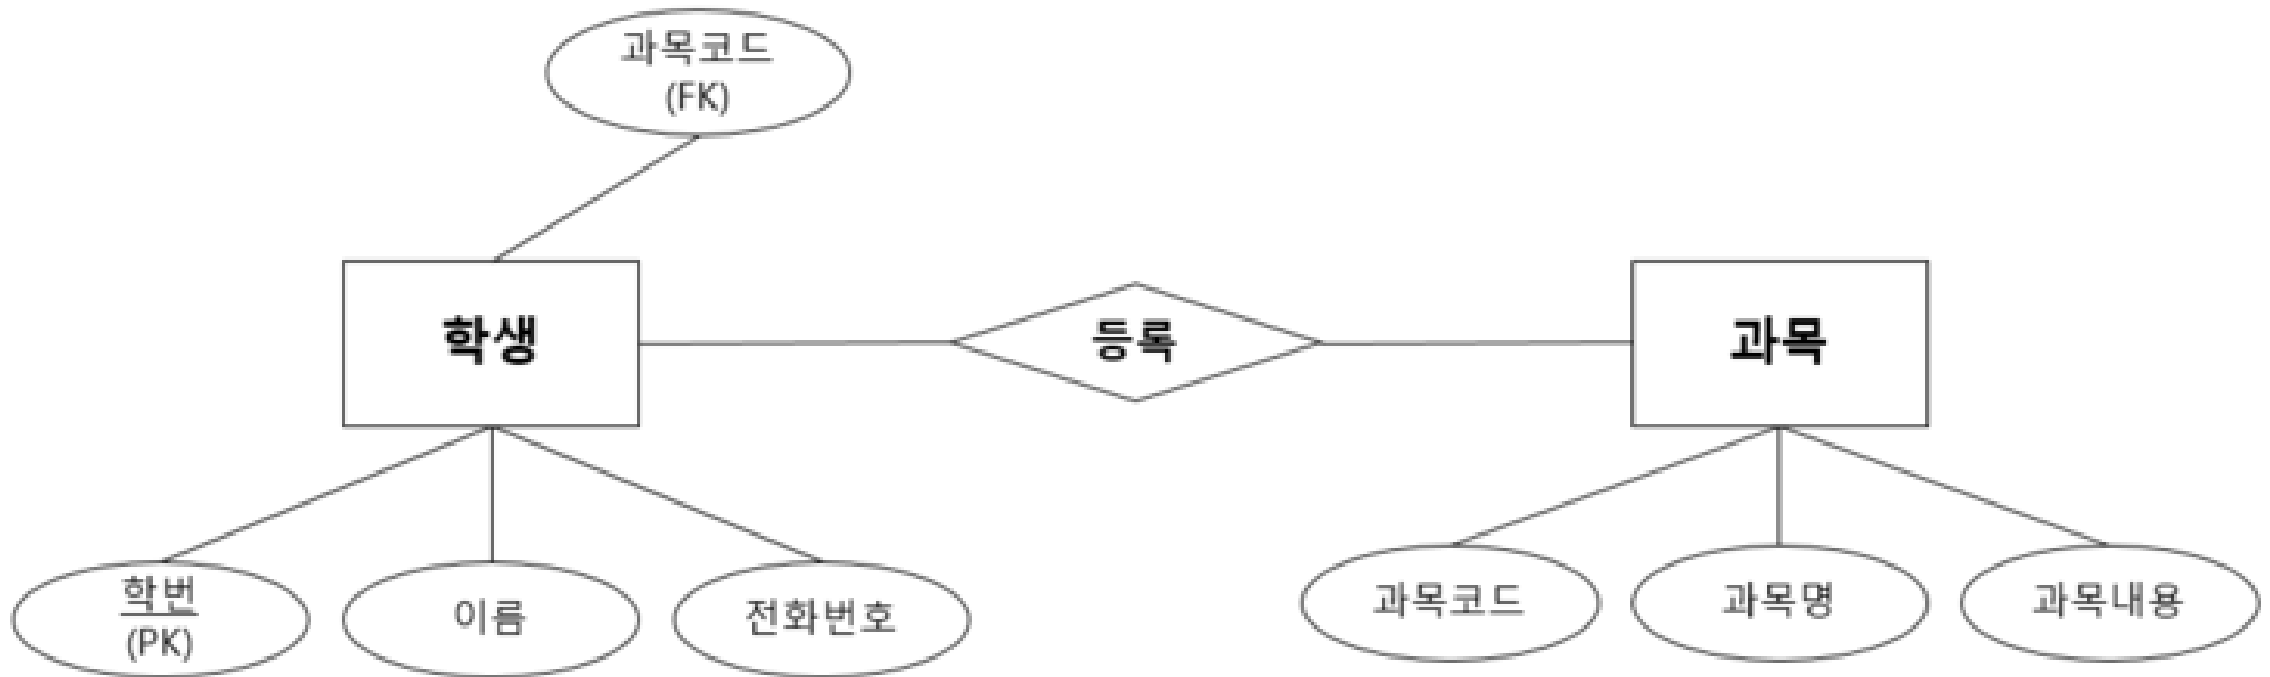 과목코드
(FK)
학생
등록
과목
학번
(PK)
이름
전화번호
과목코드
과목명
과목내용